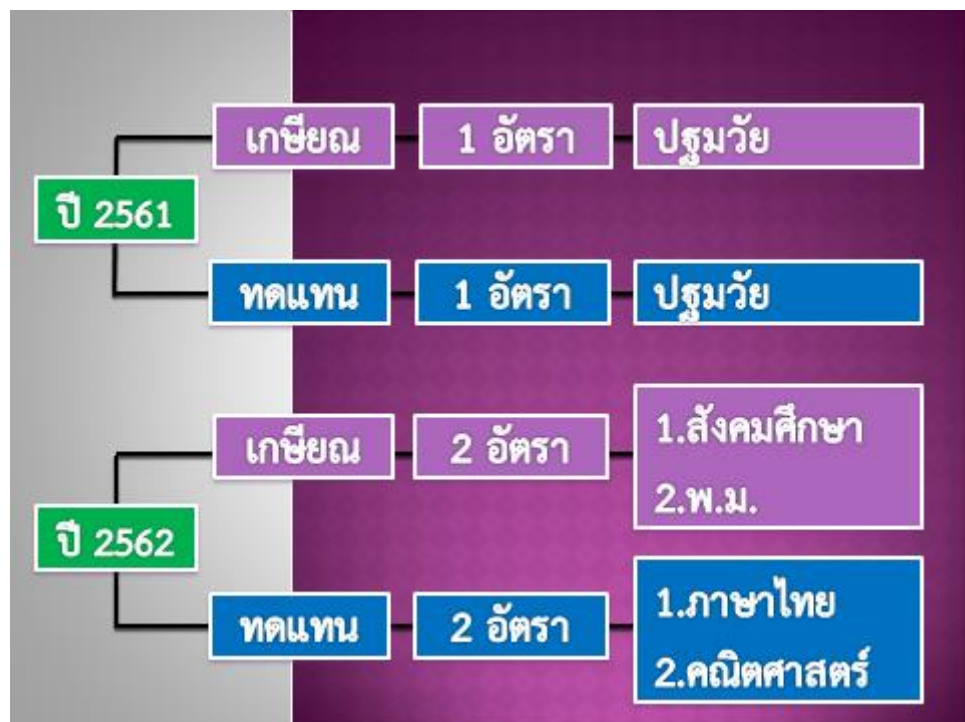 ปี 2561
เกษียณ
1 อัตรา
ปฐมวัย
ทดแทน
1 อัตรา
ปฐมวัย
ปี 2562
เกษียณ
2 อัตรา
1.สังคมศึกษา
2.พ.ม.
ทดแทน
2 อัตรา
1.ภาษาไทย
2.คณิตศาสตร์